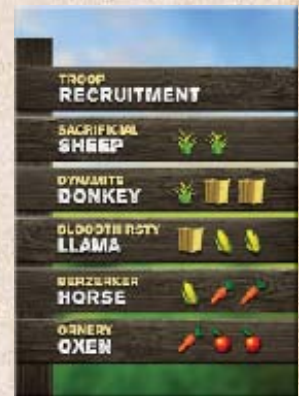 TROOP
RECRUITMENT
SACRIFICIAL
SHEEP
DYNAMITE
DONKEY
BLOODTHIRSTY
LLAMA
BERZERKER
HORSE
ORNERY
OXEN